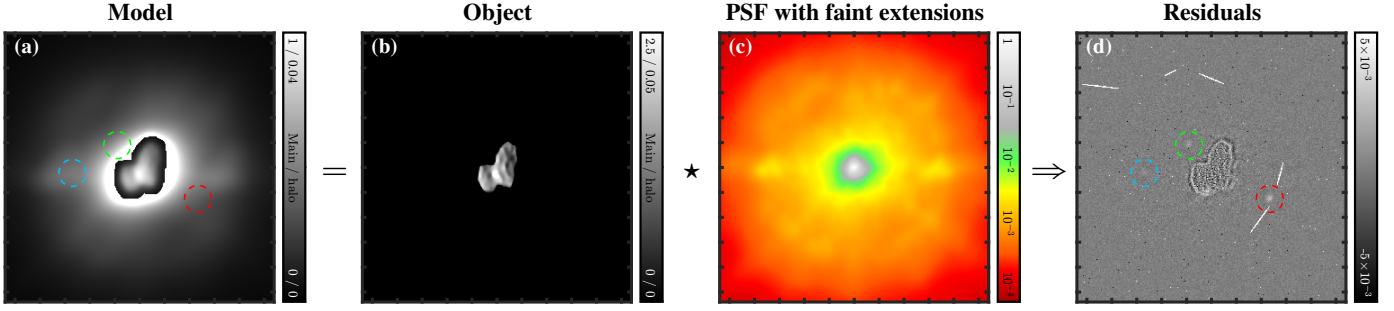 Model
Object
PSF with faint extensions
Residuals
(a)
1 / 0.04
Main / halo
0 / 0
=
(b)
2.5 / 0.05
Main / halo
0 / 0
★
(c)
1
10⁻¹
10⁻²
10⁻³
10⁻⁴
⇒
(d)
5×10⁻³
-5×10⁻³